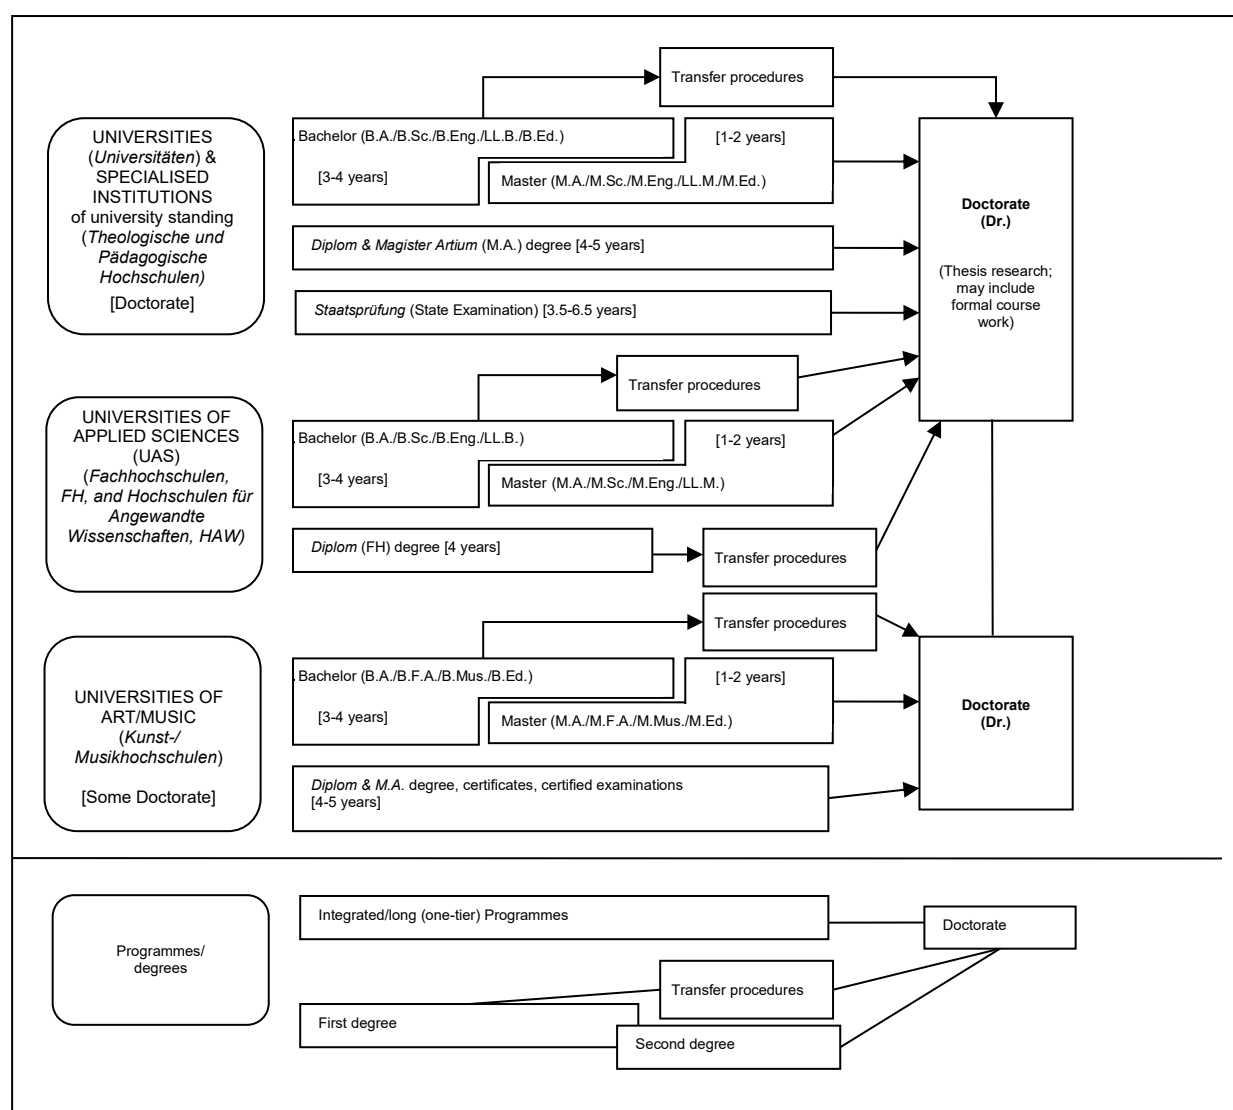 Transfer procedures
UNIVERSITIES
(Universitäten) &
SPECIALISED
INSTITUTIONS
of university standing
(Theologische und
Pädagogische
Hochschulen)
[Doctorate]
. Bachelor (B.A./B.Sc./B.Eng./LL.B./B.Ed.)
[3-4 years]
[1-2 years]
Master (M.A./M.Sc./M.Eng./LL.M./M.Ed.)
Diplom & Magister Artium (M.A.) degree [4-5 years]
Staatsprüfung (State Examination) [3.5-6.5 years]
Doctorate
(Dr.)
(Thesis research;
may include
formal course
work)
UNIVERSITIES OF
APPLIED SCIENCES
(UAS)
(Fachhochschulen,
FH, and Hochschulen für
Angewandte
Wissenschaften, HAW)
Transfer procedures
. Bachelor (B.A./B.Sc./B.Eng./LL.B.)
[3-4 years]
[1-2 years]
Master (M.A./M.Sc./M.Eng./LL.M.)
Diplom (FH) degree [4 years]
Transfer procedures
UNIVERSITIES OF
ART/MUSIC
(Kunst-/
Musikhochschulen)
[Some Doctorate]
Transfer procedures
. Bachelor (B.A./B.F.A./B.Mus./B.Ed.)
[3-4 years]
[1-2 years]
Master (M.A./M.F.A./M.Mus./M.Ed.)
Diplom & M.A. degree, certificates, certified examinations
[4-5 years]
Doctorate
(Dr.)
Programmes/
degrees
Integrated/long (one-tier) Programmes
Doctorate
Transfer procedures
First degree
Second degree